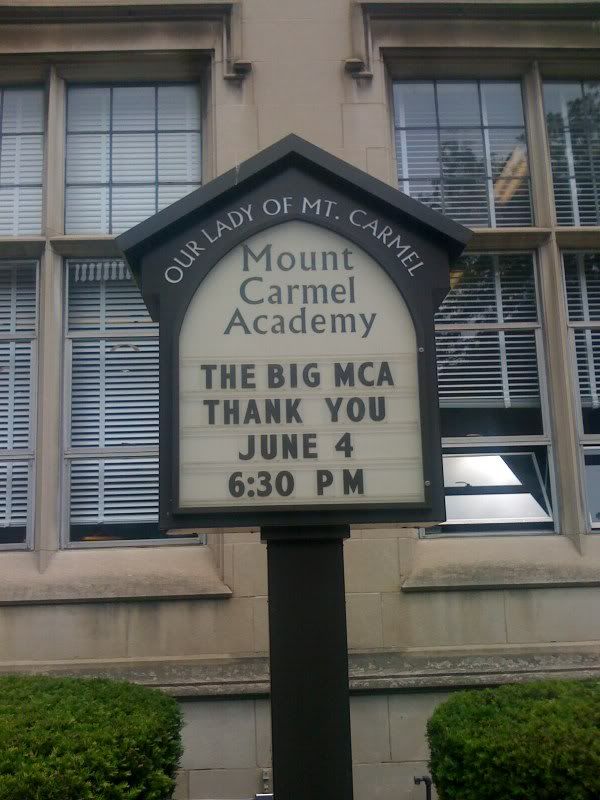 OUR LADY OF MT. CARMEL
Mount
Carmel
Academy
THE BIG MCA
THANK YOU
JUNE 4
6:30 PM